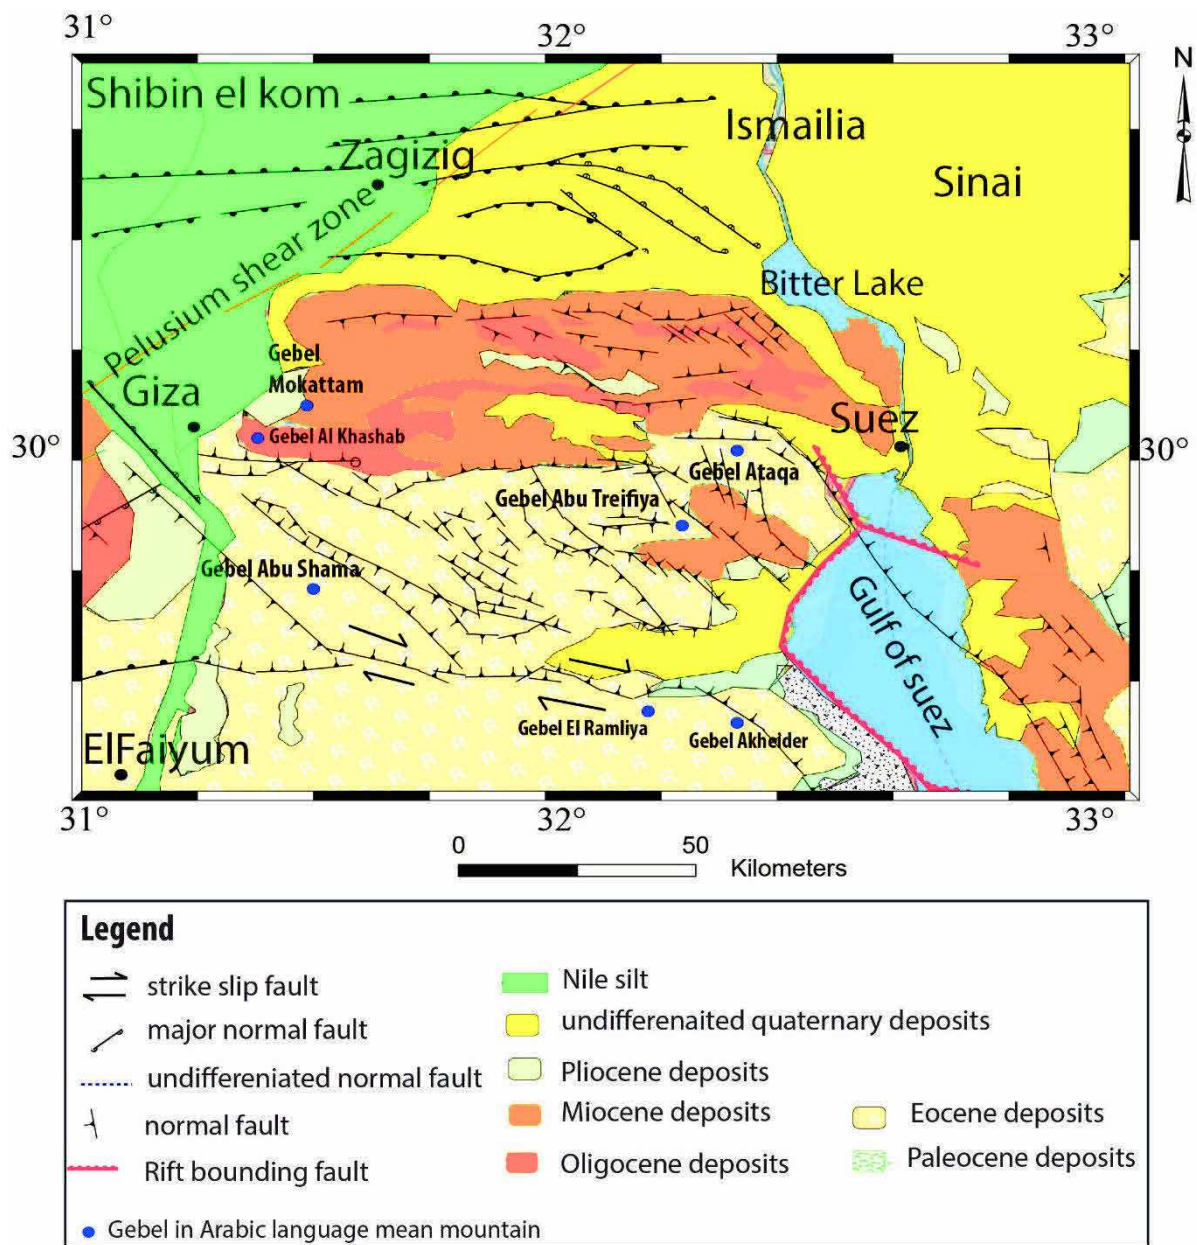 31°
32°
33°
N
Shibin el kom
Ismailia
Zagizig
Sinai
Pelusium shear zone
Bitter Lake
Gebel
Mokattam
Giza
Suez
30°
30°
Gebel Al Khashab
Gebel Ataqa
Gebel Abu Treifiya
Gebel Abu Shama
Gulf of suez
Gebel El Ramliya
Gebel Akheider
ElFaiyum
31°
32°
33°
0 50
Kilometers
Legend
strike slip fault
major normal fault
undiffereniated normal fault
normal fault
Rift bounding fault
Gebel in Arabic language mean mountain
Nile silt
undifferenaited quaternary deposits
Pliocene deposits
Miocene deposits
Oligocene deposits
Eocene deposits
Paleocene deposits